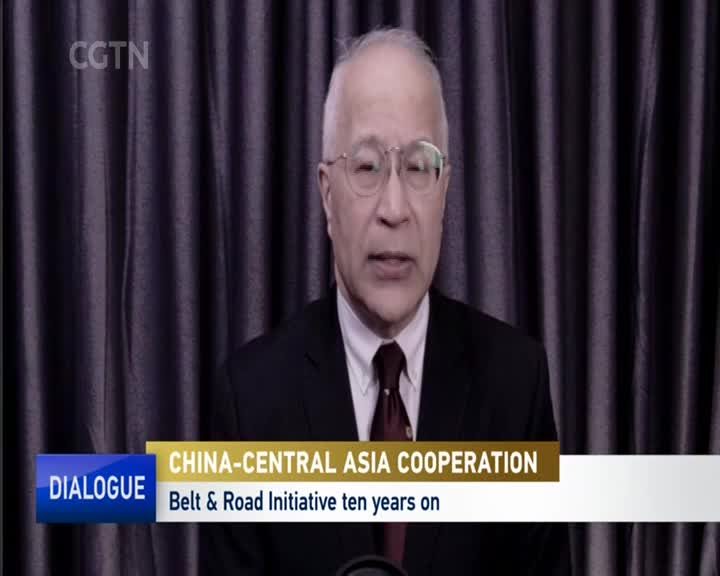 CGTN
CHINA-CENTRAL ASIA COOPERATION
DIALOGUE
Belt & Road Initiative ten years on